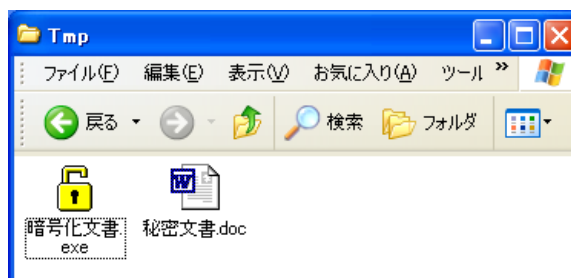 Tmp
ファイル(F) 編集(E) 表示(V) お気に入り(A) ツール »
戻る 検索 フォルダ
暗号化文書.exe 秘密文書.doc